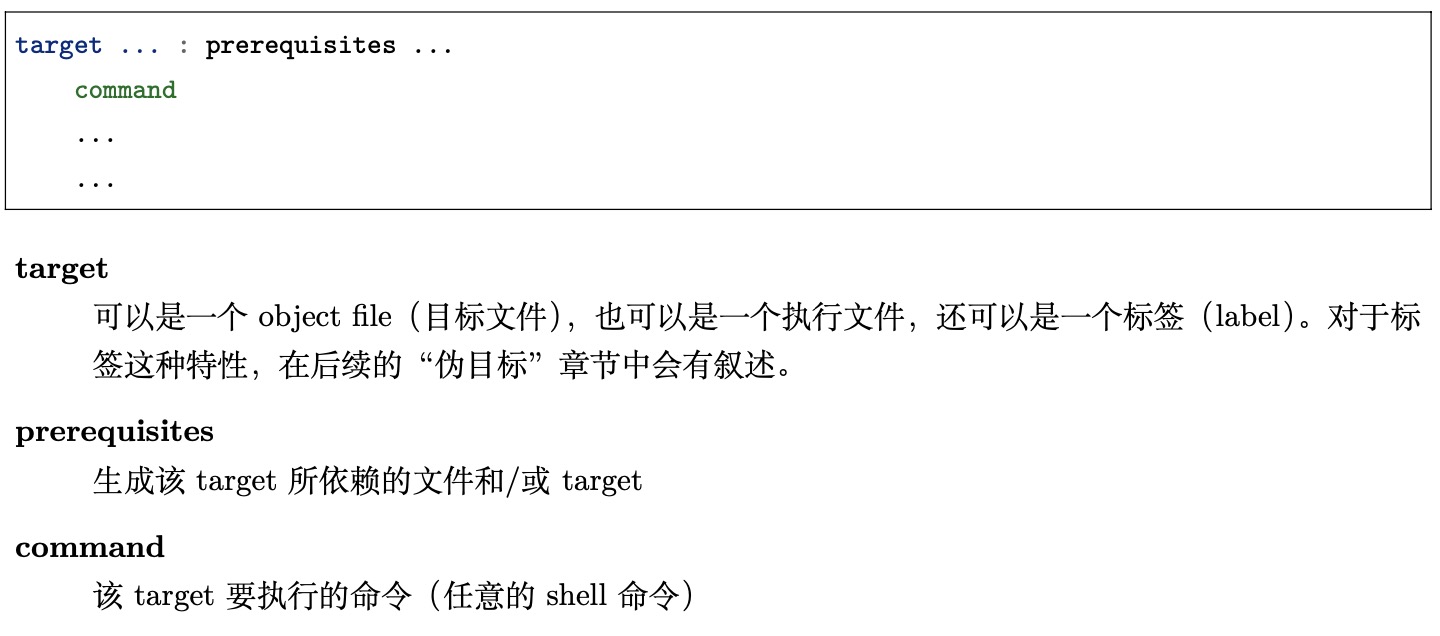 target ... : prerequisites ...
command
...
...
target
可以是一个 object file（目标文件），也可以是一个执行文件，还可以是一个标签（label）。对于标
签这种特性，在后续的“伪目标”章节中会有叙述。
prerequisites
生成该 target 所依赖的文件和/或 target
command
该 target 要执行的命令（任意的 shell 命令）